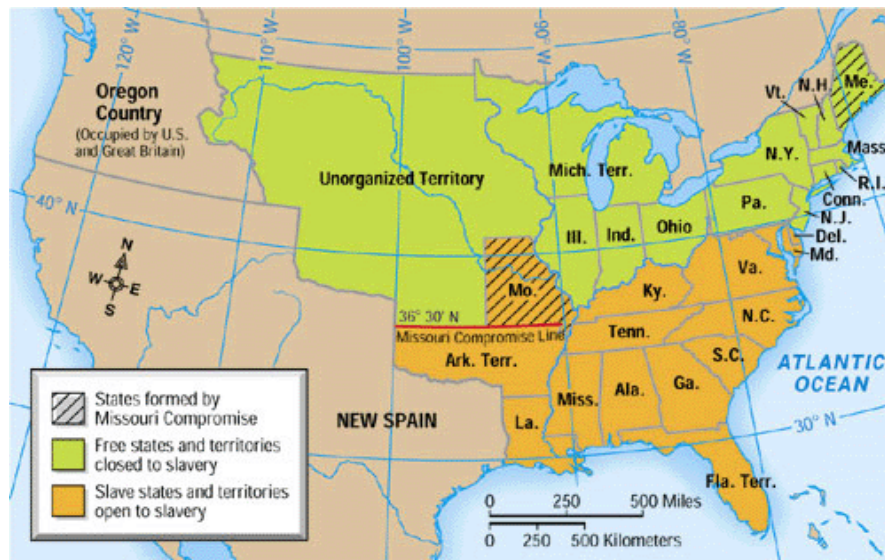 120° W
110° W
100° W
90° W
80° W
Oregon
Country
(Occupied by U.S.
and Great Britain)
Vt.
N.H.
Me.
Mass.
N.Y.
R.I.
Conn.
Mich. Terr.
Unorganized Territory
40° N
Pa.
N.J.
Ill.
Ind.
Ohio
Del.
Md.
N
W
E
S
Mo.
Va.
Ky.
36° 30' N
Missouri Compromise Line
N.C.
Tenn.
Ark. Terr.
S.C.
ATLANTIC
OCEAN
Miss.
Ala.
Ga.
NEW SPAIN
La.
30° N
Fla. Terr.
States formed by
Missouri Compromise
Free states and territories
closed to slavery
Slave states and territories
open to slavery
0 250 500 Miles
0 250 500 Kilometers